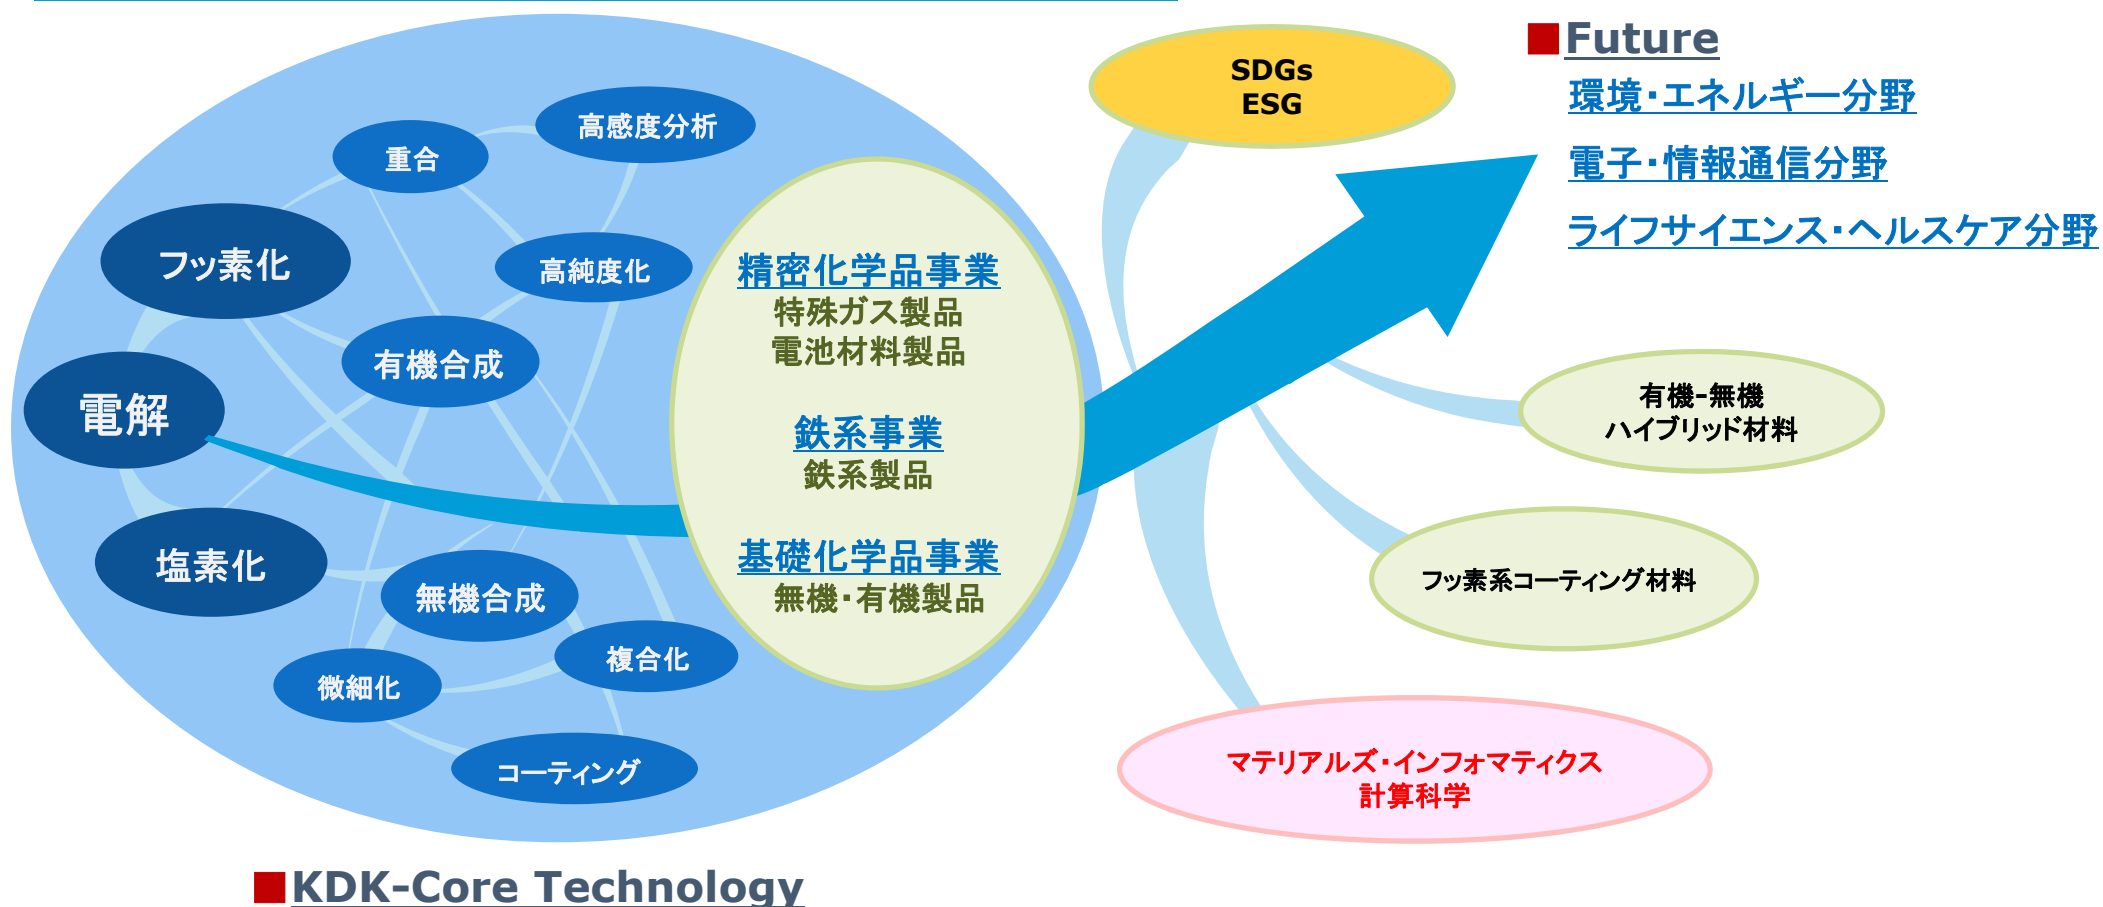 高感度分析
重合
フッ素化
高純度化
有機合成
電解
塩素化
無機合成
複合化
微細化
コーティング
精密化学品事業
特殊ガス製品
電池材料製品
鉄系事業
鉄系製品
基礎化学品事業
無機・有機製品
■KDK-Core Technology
SDGs
ESG
■Future
環境・エネルギー分野
電子・情報通信分野
ライフサイエンス・ヘルスケア分野
有機-無機
ハイブリッド材料
フッ素系コーティング材料
マテリアルズ・インフォマティクス
計算科学